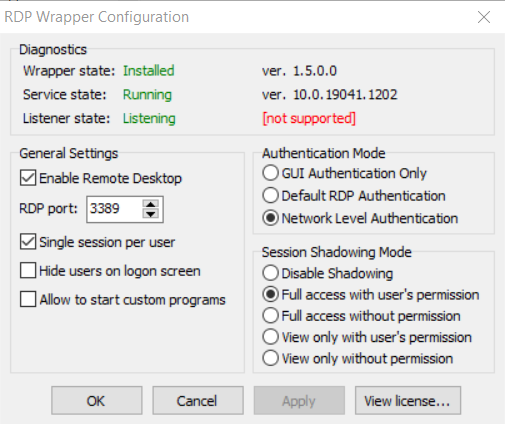 RDP Wrapper Configuration
Diagnostics
Wrapper state: Installed ver. 1.5.0.0
Service state: Running ver. 10.0.19041.1202
Listener state: Listening [not supported]
General Settings
Enable Remote Desktop
RDP port: 3389
Single session per user
Hide users on logon screen
Allow to start custom programs
Authentication Mode
GUI Authentication Only
Default RDP Authentication
Network Level Authentication
Session Shadowing Mode
Disable Shadowing
Full access with user's permission
Full access without permission
View only with user's permission
View only without permission
OK Cancel Apply View license...